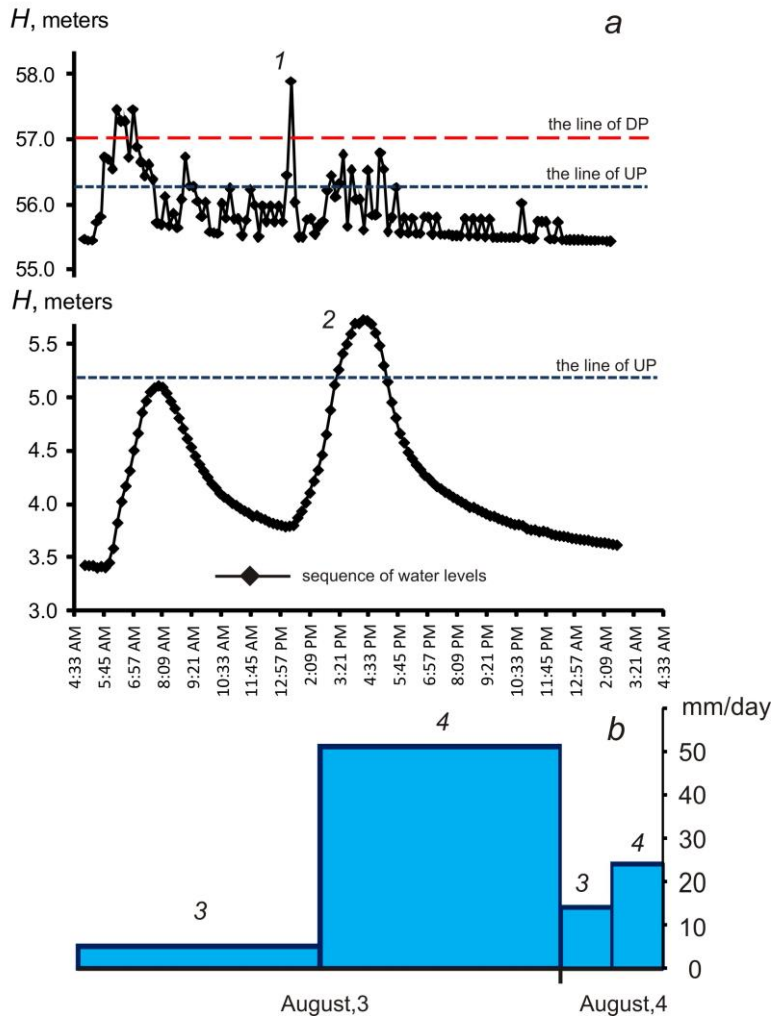 H, meters
a
1
58.0
the line of DP
57.0
the line of UP
56.0
55.0
H, meters
2
5.5
the line of UP
5.0
4.5
4.0
3.5
sequence of water levels
3.0
4:33 AM
5:45 AM
6:57 AM
8:09 AM
9:21 AM
10:33 AM
11:45 AM
12:57 PM
2:09 PM
3:21 PM
4:33 PM
5:45 PM
6:57 PM
8:09 PM
9:21 PM
10:33 PM
11:45 PM
12:57 AM
2:09 AM
3:21 AM
4:33 AM
mm/day
4
b
50
40
30
4
20
3
3
10
0
August,3
August,4